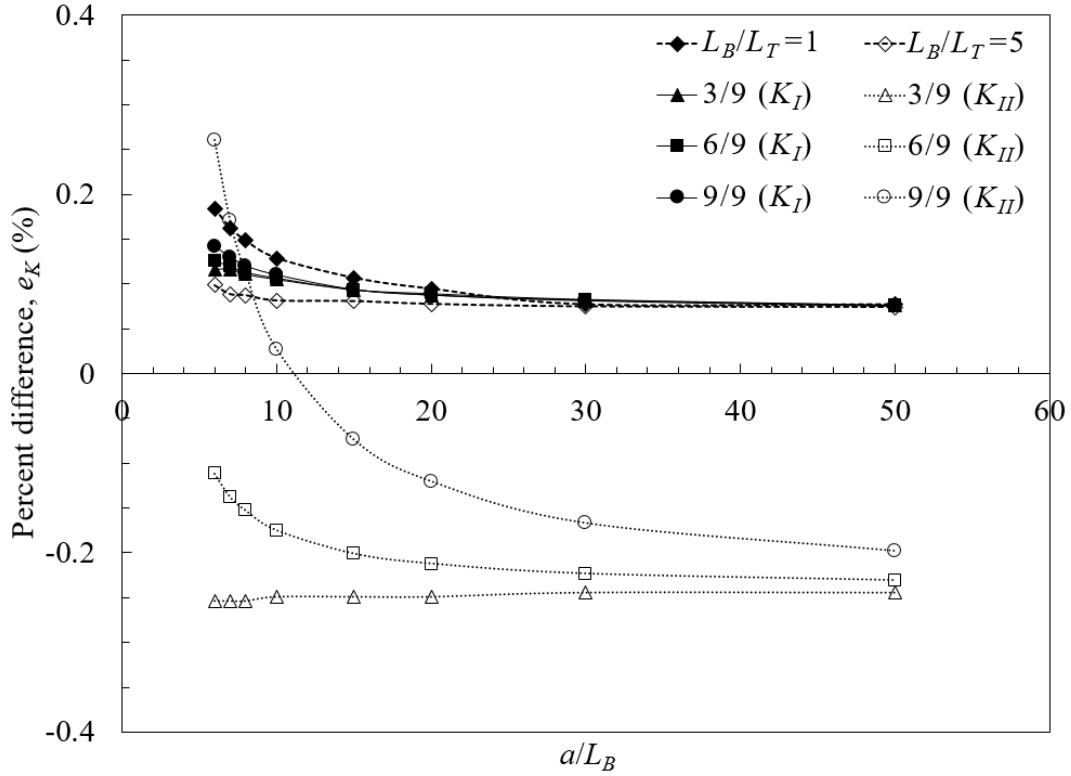 0.4
L_B/L_T=1 L_B/L_T=5
3/9 (K_I) 3/9 (K_II)
6/9 (K_I) 6/9 (K_II)
0.2
9/9 (K_I) 9/9 (K_II)
Percent difference, e_K (%)
0
0 10 20 30 40 50 60
-0.2
-0.4
a/L_B